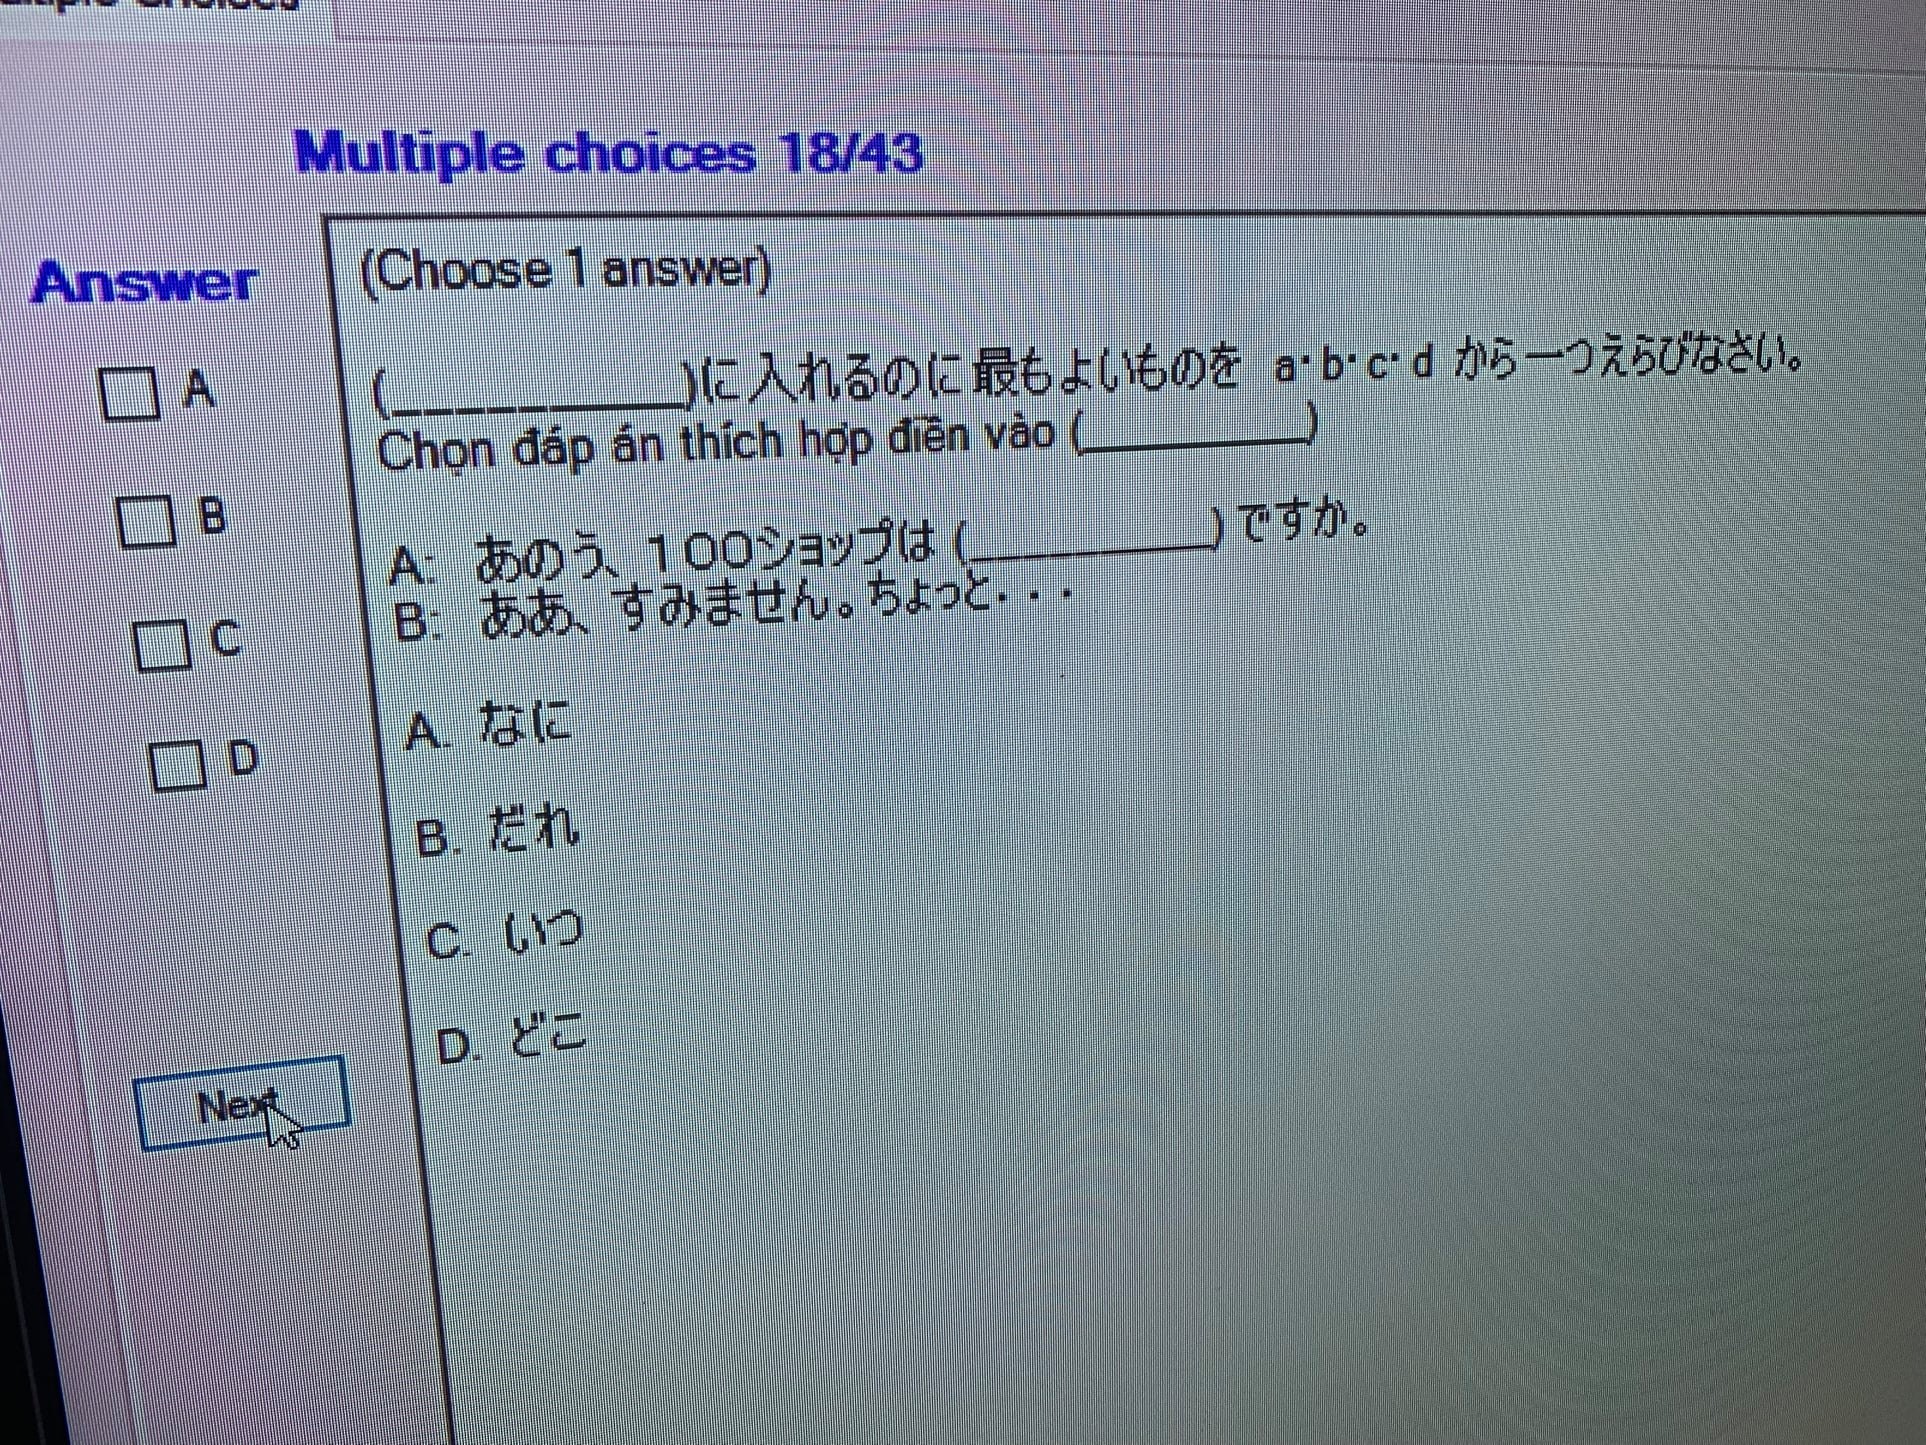 Multiple choices 18/43
Answer
(Choose 1 answer)
(__________)に入れるのに最もよいものを a・b・c・d から一つえらびなさい。
Chọn đáp án thích hợp điền vào (________)
A: あのう、１００ショップは (________) ですか。
B: ああ、すみません。ちょっと・・・
A. なに
B. だれ
C. いつ
D. どこ
A
B
C
D
Next